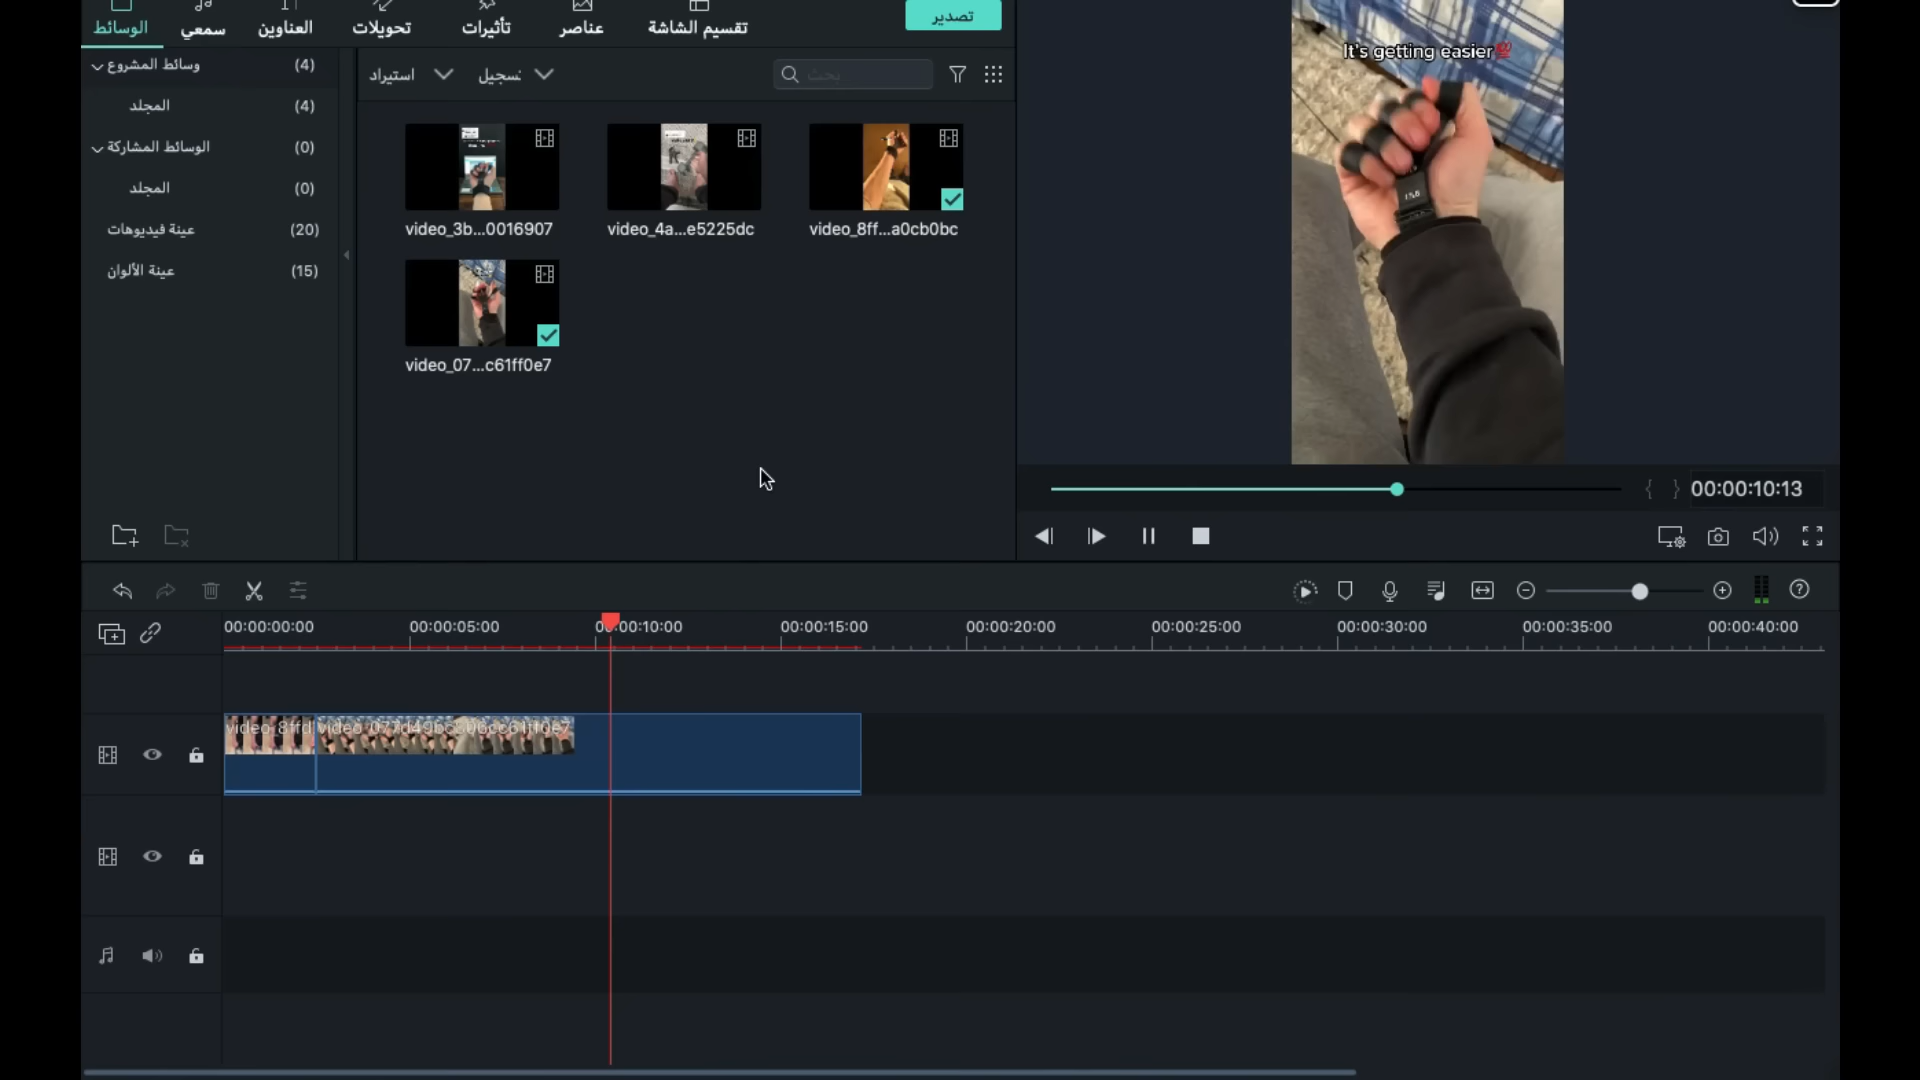 الوسائط
سمعي
العناوين
تحويلات
تأثيرات
عناصر
تقسيم الشاشة
تصدير
وسائط المشروع (4)
المجلد (4)
الوسائط المشاركة (0)
المجلد (0)
عينة فيديوهات (20)
عينة الألوان (15)
استيراد
تسجيل
بحث
video_3b...0016907
video_4a...e5225dc
video_8ff...a0cb0bc
video_07...c61ff0e7
It's getting easier💯
00:00:10:13
00:00:00:00
00:00:05:00
00:00:10:00
00:00:15:00
00:00:20:00
00:00:25:00
00:00:30:00
00:00:35:00
00:00:40:00
video_8ffd